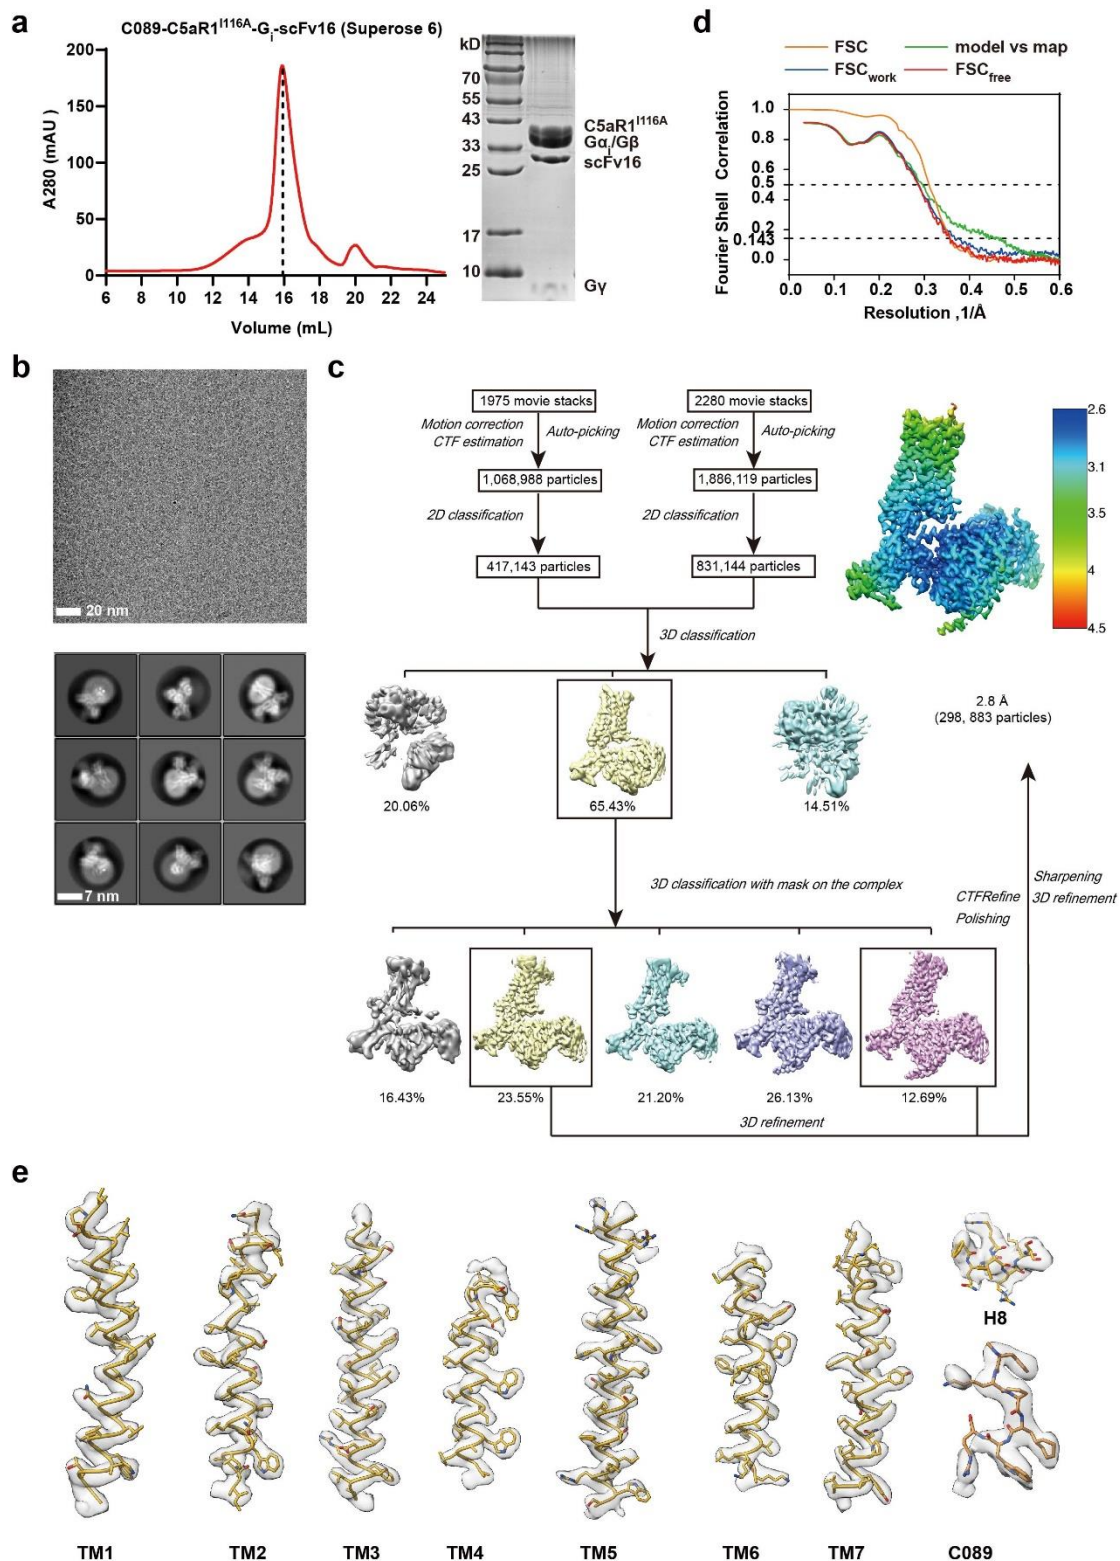 a
C089-C5aR1^I116A-G_i-scFv16 (Superose 6)
200
150
100
50
0
A280 (mAU)
6 8 10 12 14 16 18 20 22 24
Volume (mL)
kD
70
55
43
33
25
17
10
C5aR1^I116A
Gα_i/Gβ
scFv16
Gγ
d
FSC
model vs map
FSC_work
FSC_free
Fourier Shell Correlation
1.0
0.8
0.5
0.4
0.2
0.143
0.0
0.0 0.1 0.2 0.3 0.4 0.5 0.6
Resolution ,1/Å
b
20 nm
7 nm
c
1975 movie stacks
2280 movie stacks
Motion correction
CTF estimation
Auto-picking
Motion correction
CTF estimation
Auto-picking
1,068,988 particles
1,886,119 particles
2D classification
2D classification
417,143 particles
831,144 particles
3D classification
2.6
3.1
3.5
4
4.5
20.06%
65.43%
14.51%
2.8 Å
(298, 883 particles)
3D classification with mask on the complex
CTFRefine
Polishing
Sharpening
3D refinement
16.43%
23.55%
21.20%
26.13%
12.69%
3D refinement
e
H8
TM1
TM2
TM3
TM4
TM5
TM6
TM7
C089